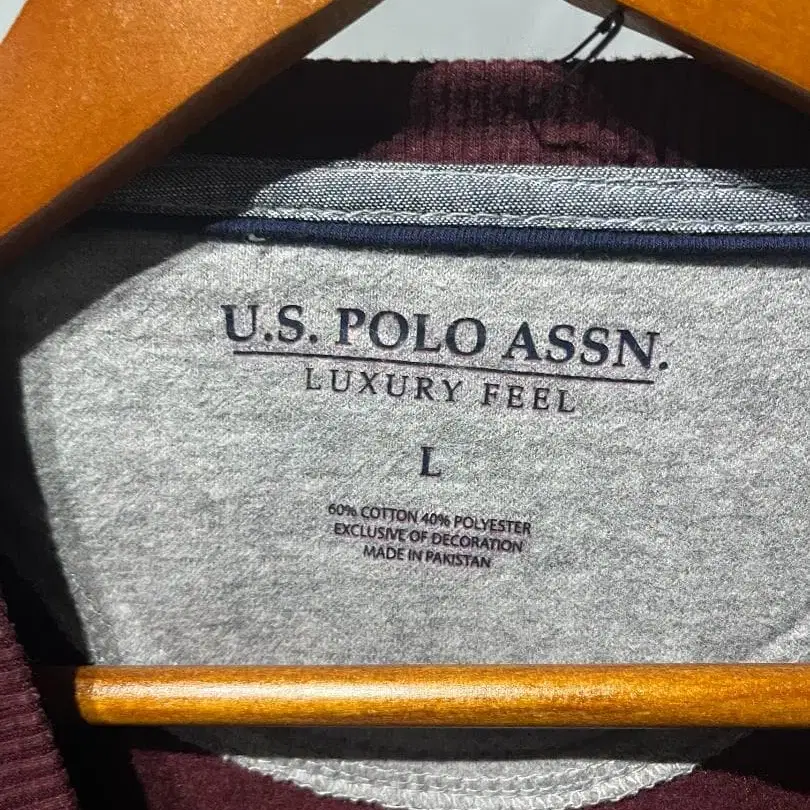 U.S. POLO ASSN.
LUXURY FEEL
L
60% COTTON 40% POLYESTER
EXCLUSIVE OF DECORATION
MADE IN PAKISTAN